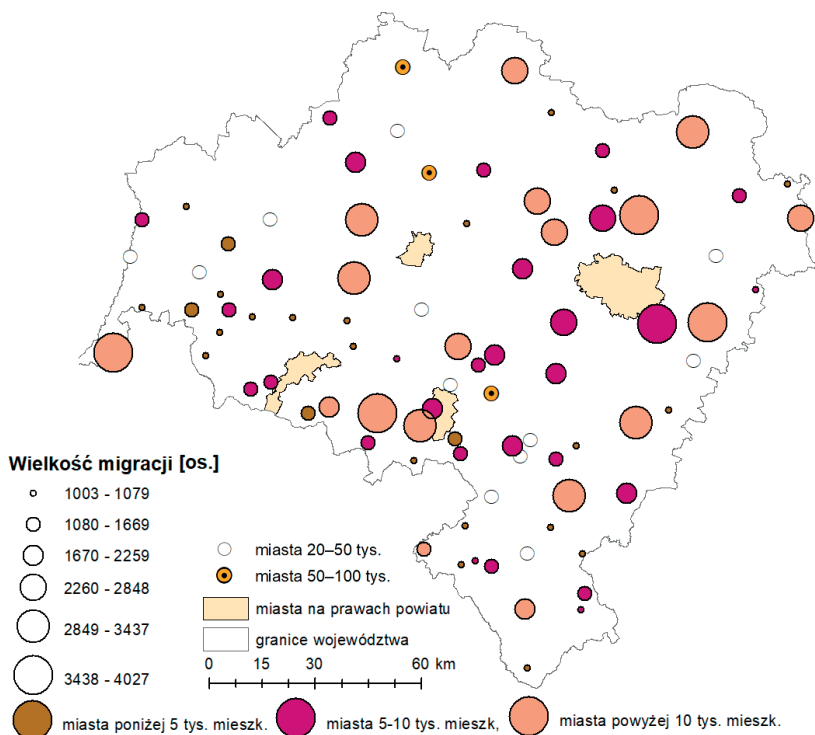 Wielkość migracji [os.]
1003 - 1079
1080 - 1669
1670 - 2259
2260 - 2848
2849 - 3437
3438 - 4027
miasta 20–50 tys.
miasta 50–100 tys.
miasta na prawach powiatu
granice województwa
0 15 30 60 km
miasta poniżej 5 tys. mieszk.
miasta 5-10 tys. mieszk,
miasta powyżej 10 tys. mieszk.